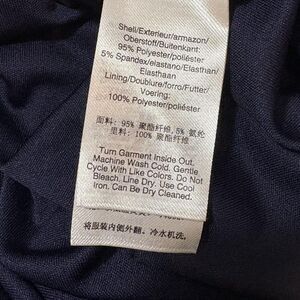 Shell/Exterieur/armazon/
Oberstoff/Buitenkant:
95% Polyester/poliéster
5% Spandex/elastano/Elasthan/
Elasthaan
Lining/Doublure/forro/Futter/
Voering:
100% Polyester/poliéster
面料: 95% 聚酯纤维, 5% 氨纶
里料: 100% 聚酯纤维
Turn Garment Inside Out.
Machine Wash Cold. Gentle
Cycle With Like Colors. Do Not
Bleach. Line Dry. Use Cool
Iron. Can Be Dry Cleaned.
将服装内侧外翻。冷水机洗。